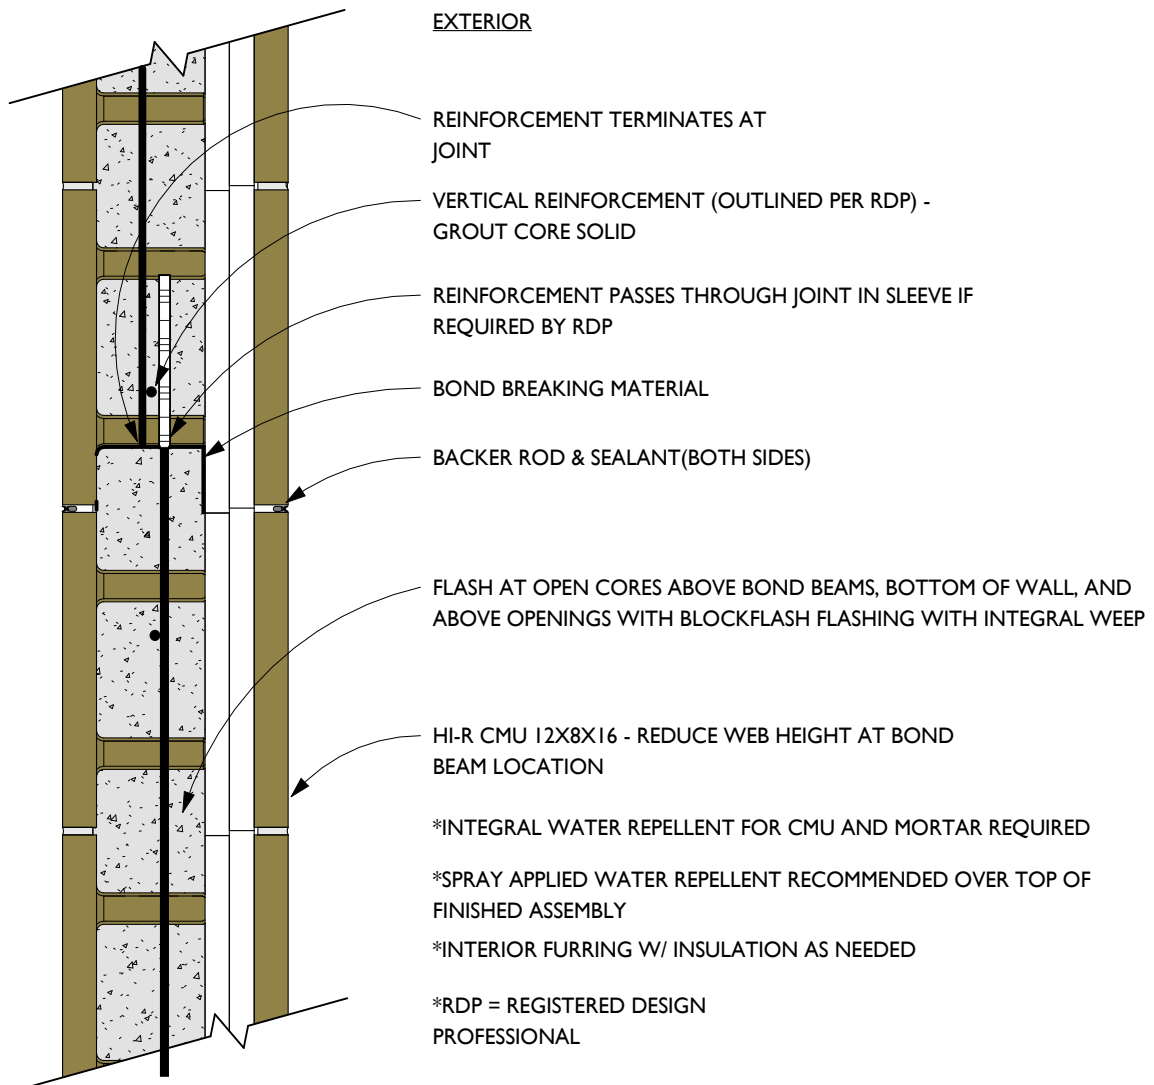 EXTERIOR
REINFORCEMENT TERMINATES AT
JOINT
VERTICAL REINFORCEMENT (OUTLINED PER RDP) -
GROUT CORE SOLID
REINFORCEMENT PASSES THROUGH JOINT IN SLEEVE IF
REQUIRED BY RDP
BOND BREAKING MATERIAL
BACKER ROD & SEALANT(BOTH SIDES)
FLASH AT OPEN CORES ABOVE BOND BEAMS, BOTTOM OF WALL, AND
ABOVE OPENINGS WITH BLOCKFLASH FLASHING WITH INTEGRAL WEEP
HI-R CMU 12X8X16 - REDUCE WEB HEIGHT AT BOND
BEAM LOCATION
*INTEGRAL WATER REPELLENT FOR CMU AND MORTAR REQUIRED
*SPRAY APPLIED WATER REPELLENT RECOMMENDED OVER TOP OF
FINISHED ASSEMBLY
*INTERIOR FURRING W/ INSULATION AS NEEDED
*RDP = REGISTERED DESIGN
PROFESSIONAL